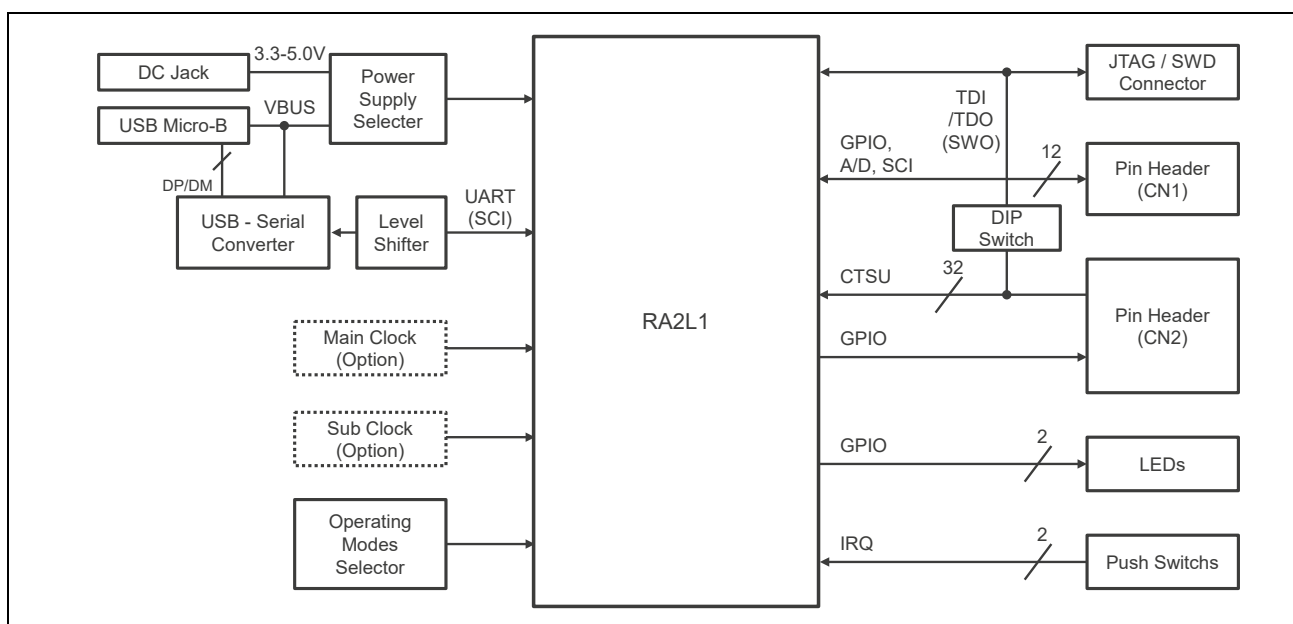 DC Jack
3.3-5.0V
Power
Supply
Selecter
VBUS
USB Micro-B
DP/DM
USB - Serial
Converter
Level
Shifter
UART
(SCI)
Main Clock
(Option)
Sub Clock
(Option)
Operating
Modes
Selector
RA2L1
JTAG / SWD
Connector
TDI
/TDO
(SWO)
GPIO,
A/D, SCI
12
Pin Header
(CN1)
DIP
Switch
CTSU
32
Pin Header
(CN2)
GPIO
GPIO
2
LEDs
IRQ
2
Push Switchs